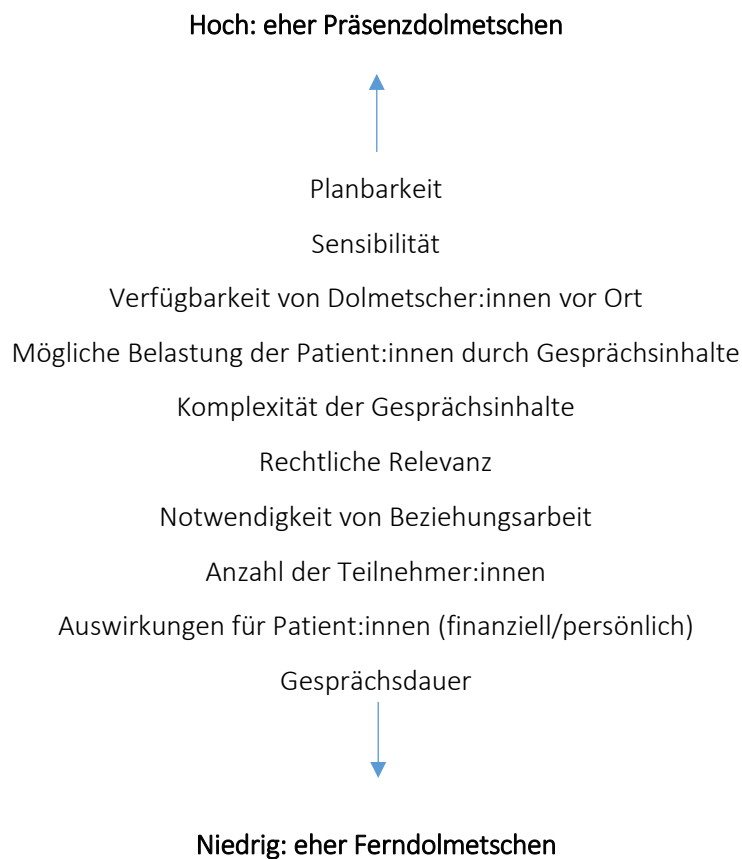 Hoch: eher Präsenzdolmetschen
Planbarkeit
Sensibilität
Verfügbarkeit von Dolmetscher:innen vor Ort
Mögliche Belastung der Patient:innen durch Gesprächsinhalte
Komplexität der Gesprächsinhalte
Rechtliche Relevanz
Notwendigkeit von Beziehungsarbeit
Anzahl der Teilnehmer:innen
Auswirkungen für Patient:innen (finanziell/persönlich)
Gesprächsdauer
Niedrig: eher Ferndolmetschen